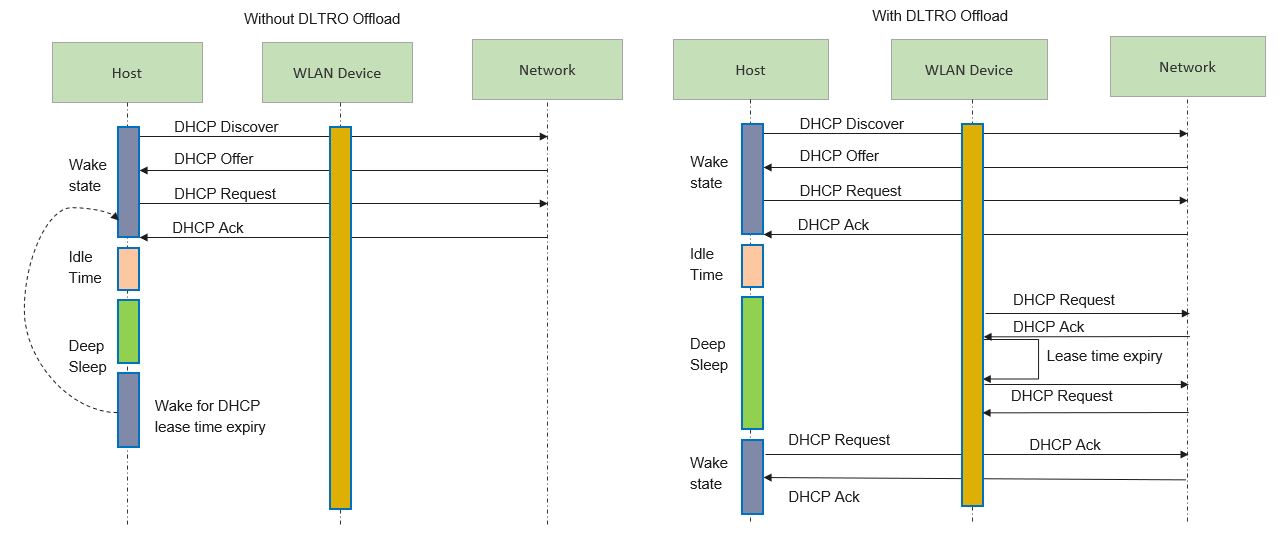 Without DLTRO Offload
Host
WLAN Device
Network
DHCP Discover
DHCP Offer
Wake
state
DHCP Request
DHCP Ack
Idle
Time
Deep
Sleep
Wake for DHCP
lease time expiry
With DLTRO Offload
Host
WLAN Device
Network
DHCP Discover
DHCP Offer
Wake
state
DHCP Request
DHCP Ack
Idle
Time
DHCP Request
DHCP Ack
Deep
Sleep
Lease time expiry
DHCP Request
DHCP Request
DHCP Ack
Wake
state
DHCP Ack